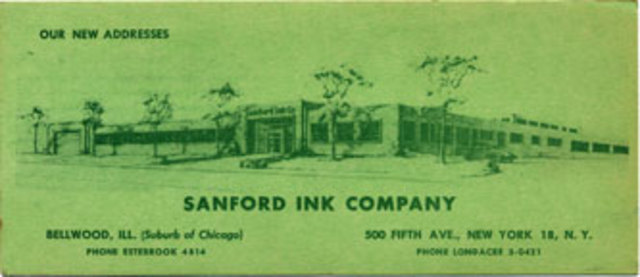 OUR NEW ADDRESSES
SANFORD INK COMPANY
BELLWOOD, ILL. (Suburb of Chicago)
500 FIFTH AVE., NEW YORK 18, N. Y.
PHONE ESTEBROOK 4814
PHONE LONGACRE 5-0421